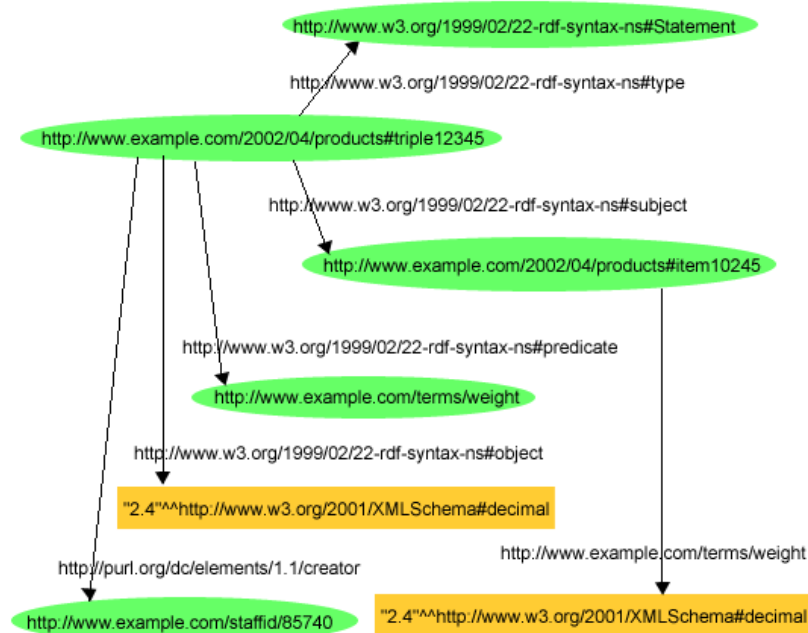 http://www.w3.org/1999/02/22-rdf-syntax-ns#Statement
http://www.w3.org/1999/02/22-rdf-syntax-ns#type
http://www.example.com/2002/04/products#triple12345
http://www.w3.org/1999/02/22-rdf-syntax-ns#subject
http://www.example.com/2002/04/products#item10245
http://www.w3.org/1999/02/22-rdf-syntax-ns#predicate
http://www.example.com/terms/weight
http://www.w3.org/1999/02/22-rdf-syntax-ns#object
"2.4"^^http://www.w3.org/2001/XMLSchema#decimal
http://www.example.com/terms/weight
http://purl.org/dc/elements/1.1/creator
"2.4"^^http://www.w3.org/2001/XMLSchema#decimal
http://www.example.com/staffid/85740